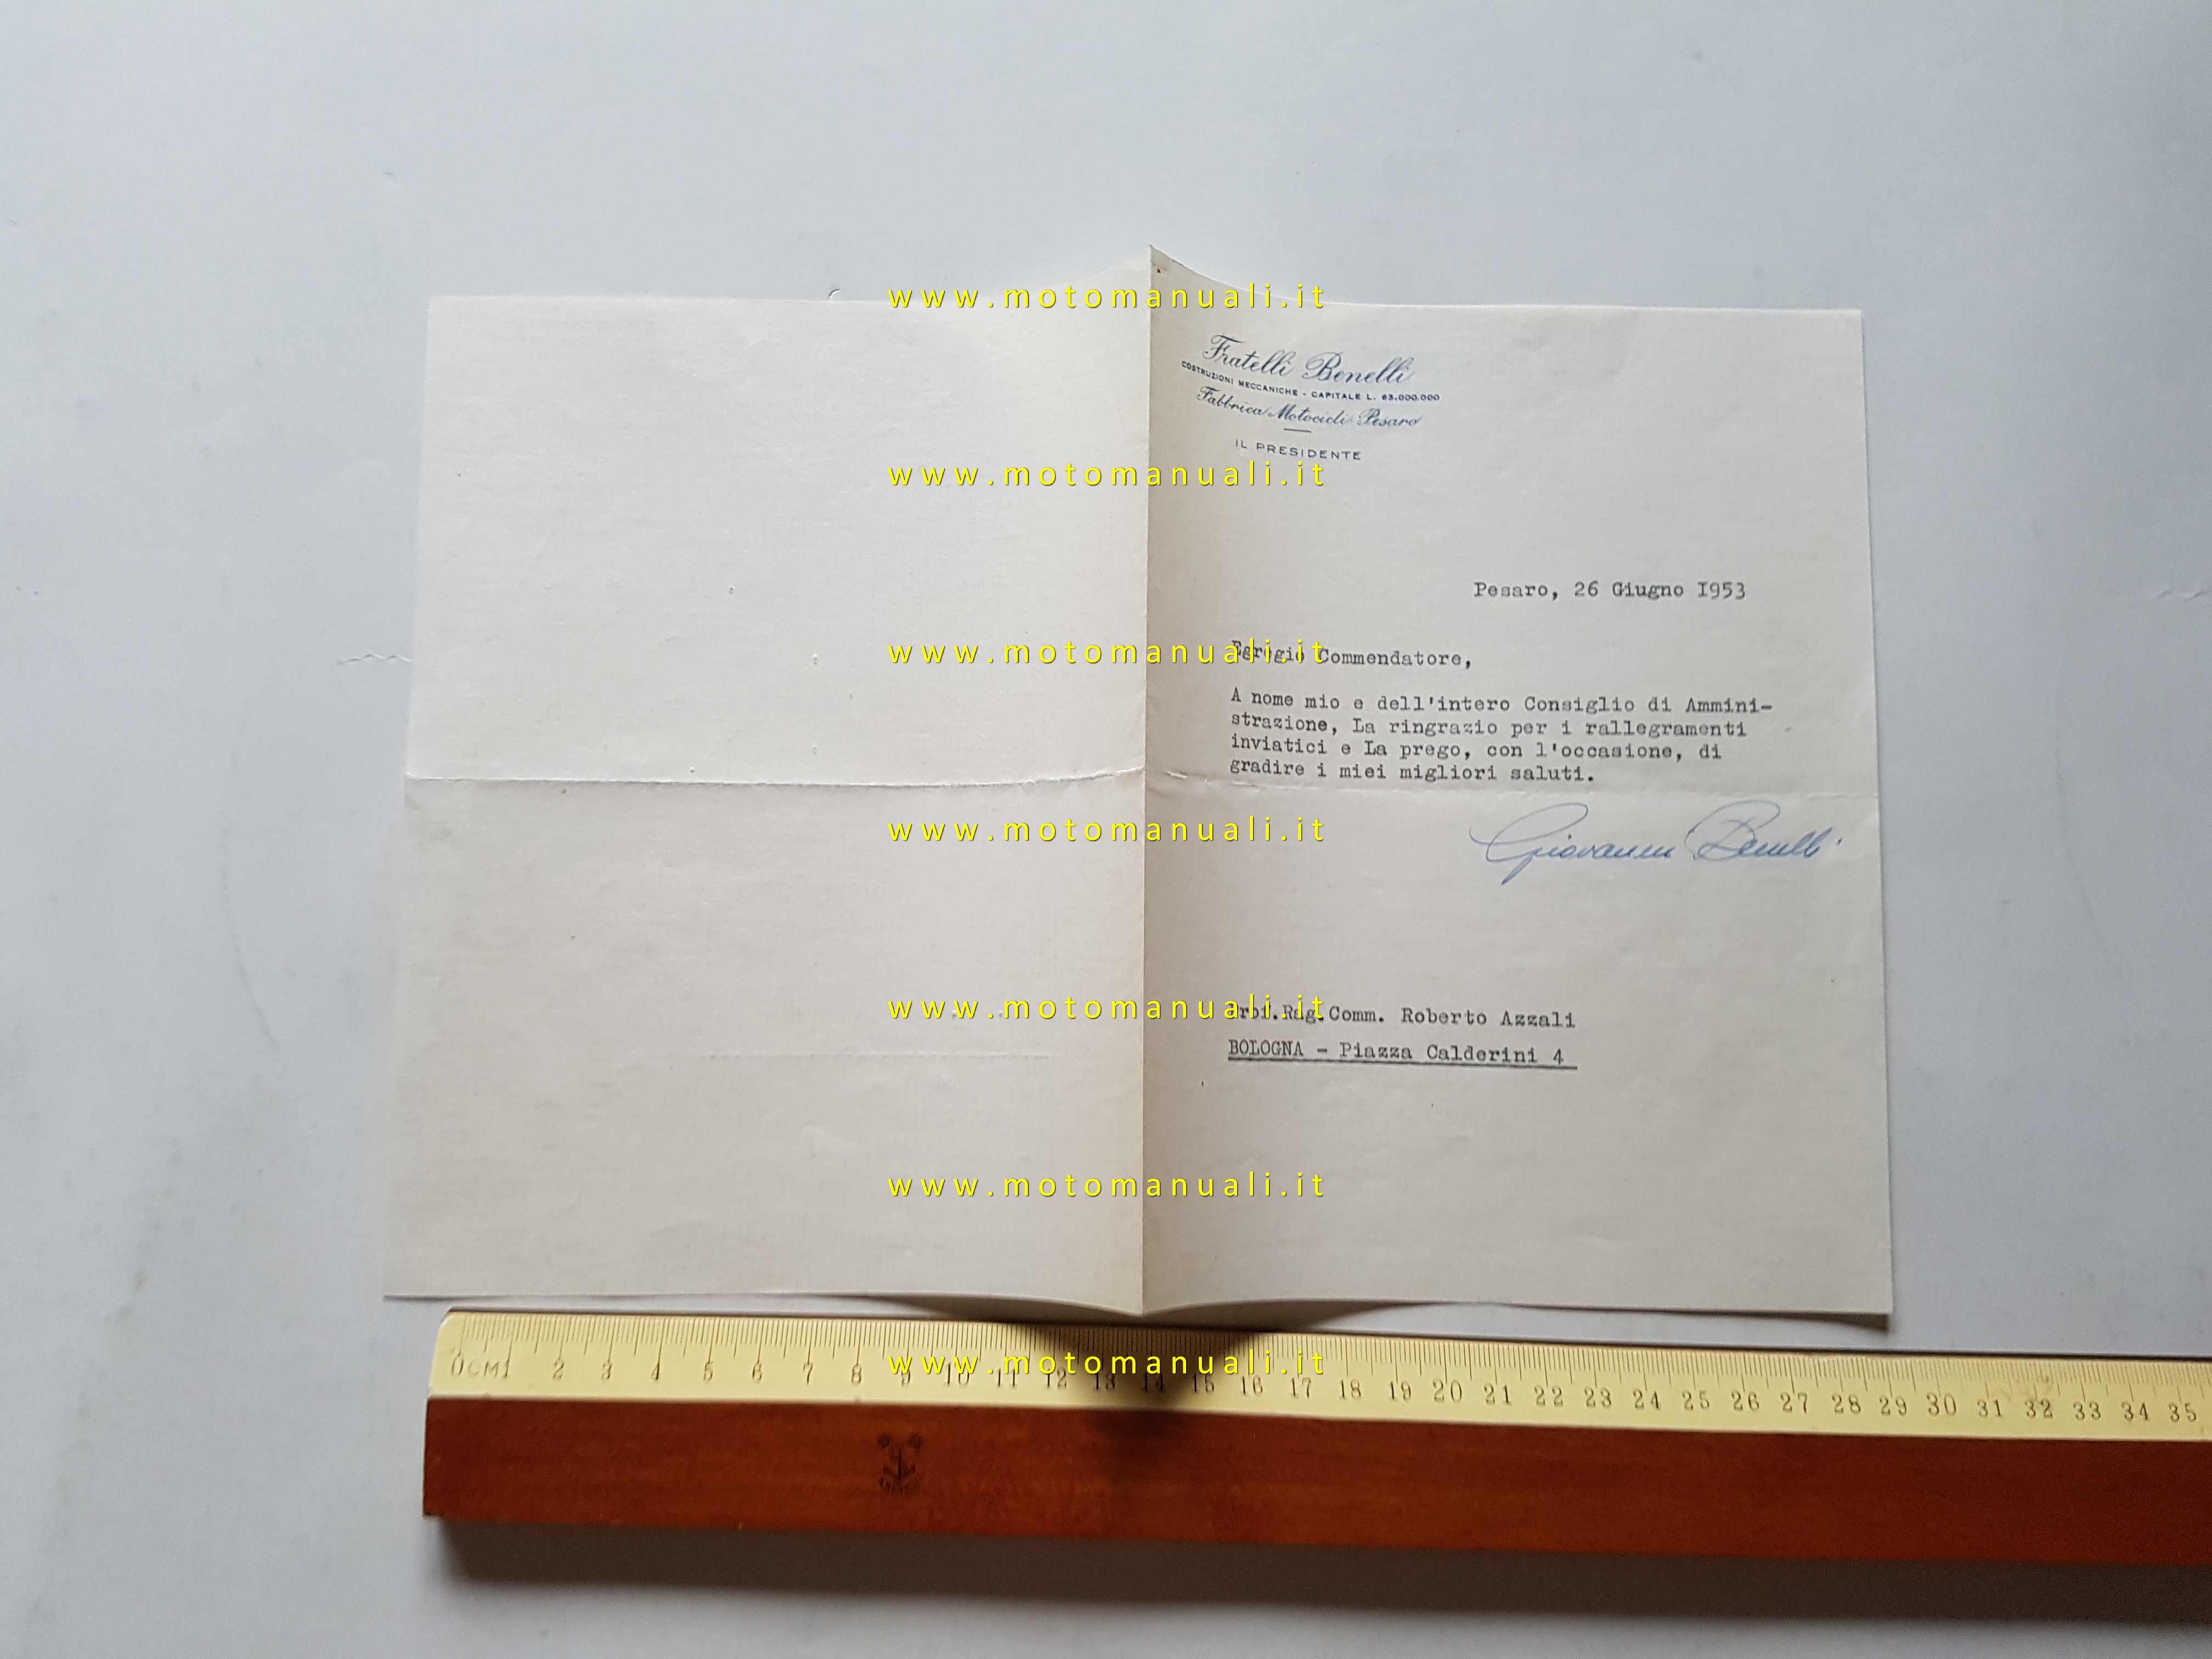 www.motomanuali.it
Fratelli Benelli
COSTRUZIONI MECCANICHE - CAPITALE L. 63.000.000
Fabbrica Motocicli Pesaro
IL PRESIDENTE
www.motomanuali.it
Pesaro, 26 Giugno I953
www.motomanuali.it
Egregio Commendatore,
A nome mio e dell'intero Consiglio di Ammini-
strazione, La ringrazio per i rallegramenti
inviatici e La prego, con l'occasione, di
gradire i miei migliori saluti.
www.motomanuali.it
Giovanni Benelli
www.motomanuali.it
Prof.Rag.Comm. Roberto Azzali
BOLOGNA - Piazza Calderini 4
www.motomanuali.it
www.motomanuali.it
0CM1 2 3 4 5 6 7 8 9 10 11 12 13 14 15 16 17 18 19 20 21 22 23 24 25 26 27 28 29 30 31 32 33 34 35